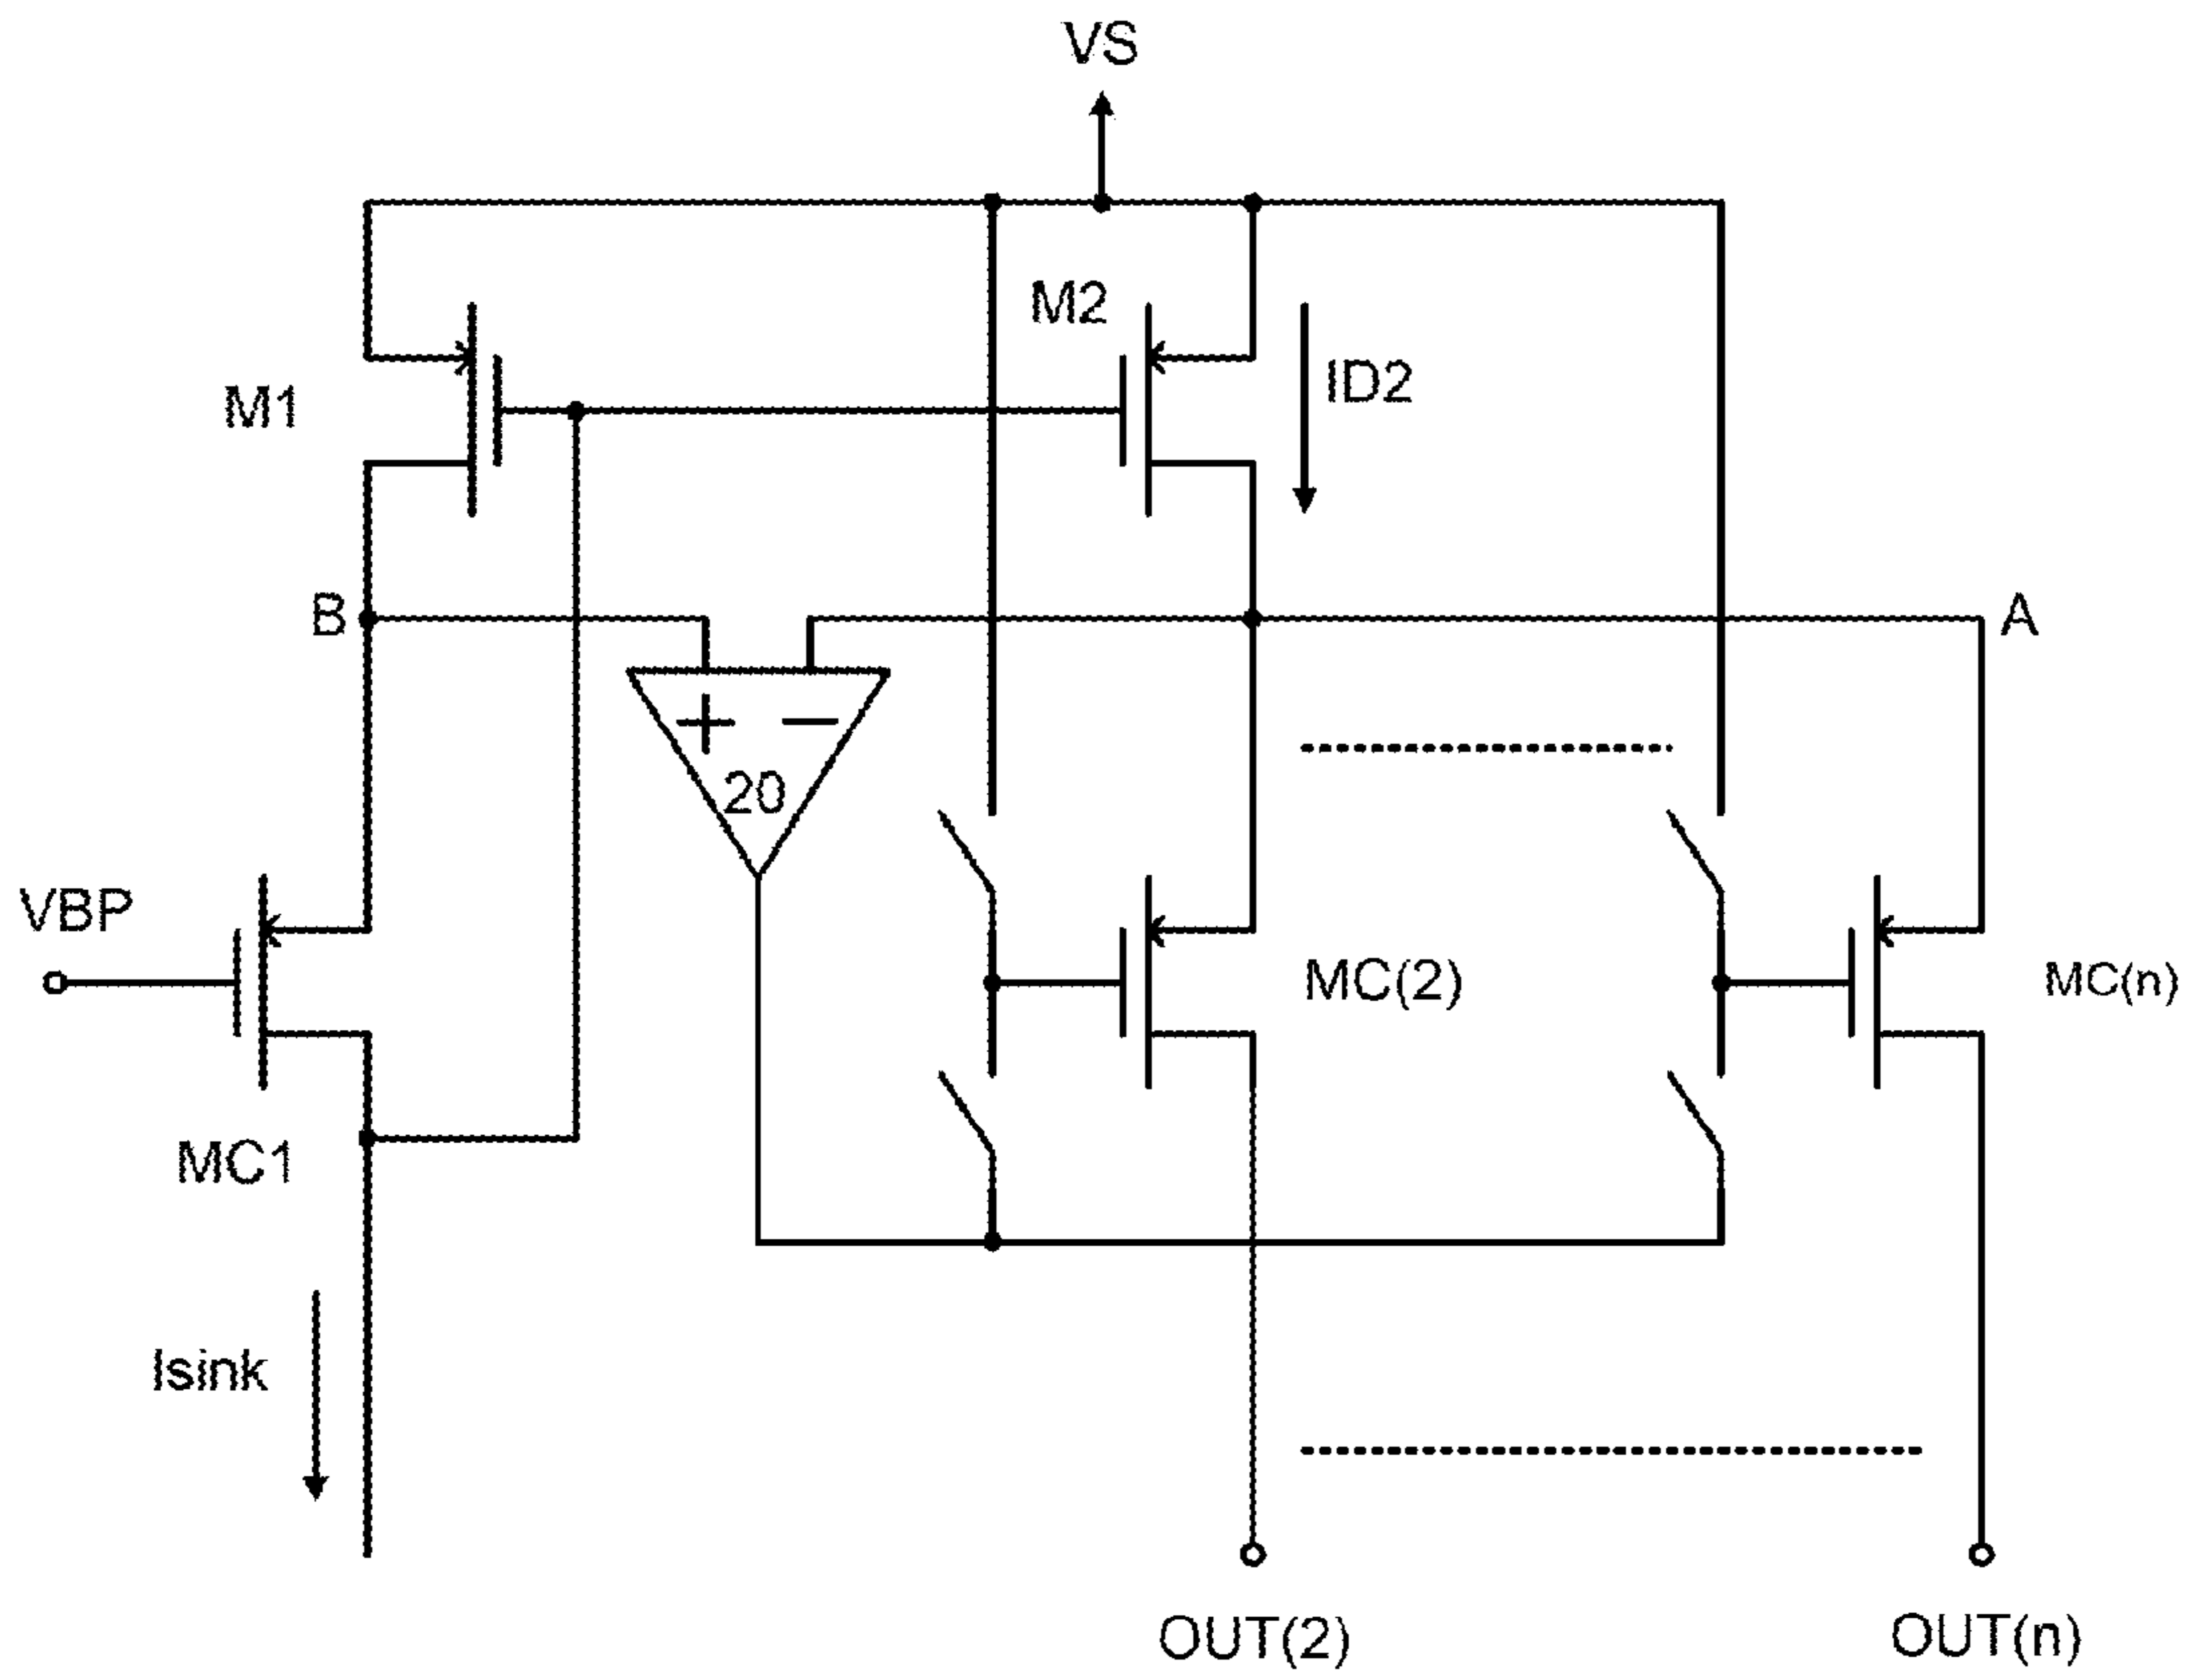 VS
M2
ID2
M1
B
A
+
−
20
VBP
MC(2)
MC(n)
MC1
Isink
OUT(2)
OUT(n)